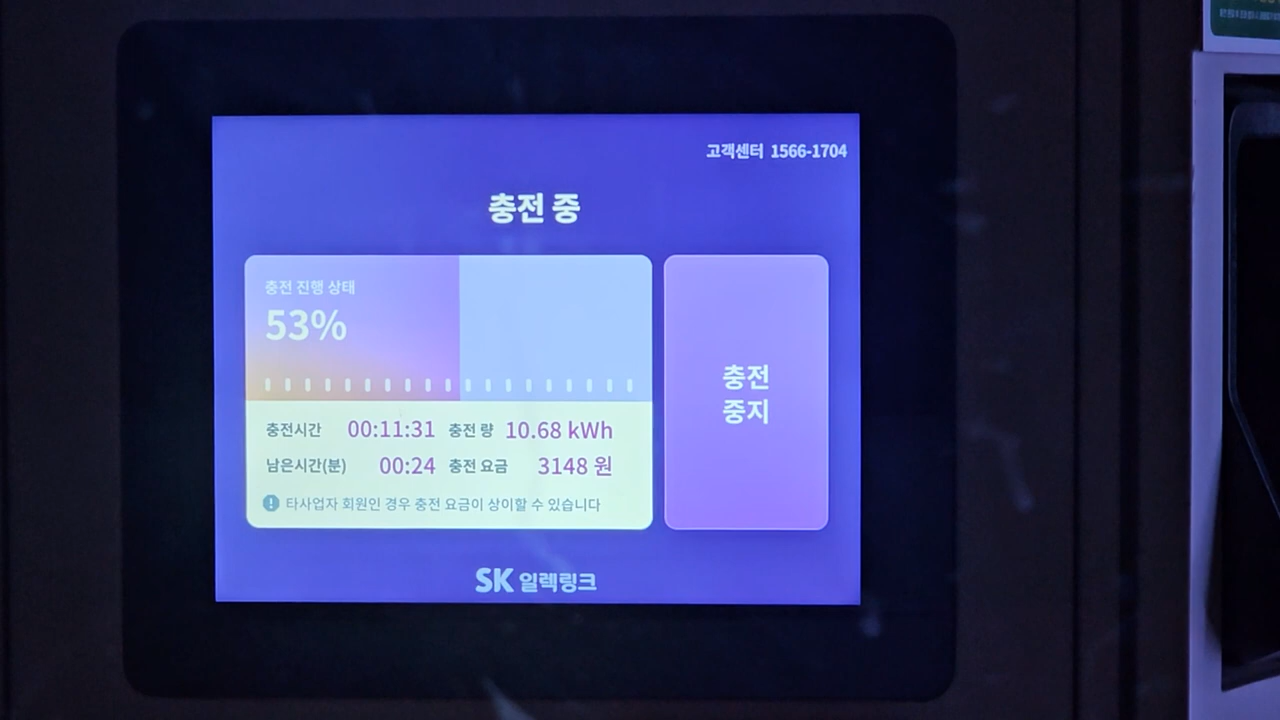 고객센터 1566-1704
충전 중
충전 진행 상태
53%
충전시간 00:11:31 충전 량 10.68 kWh
남은시간(분) 00:24 충전 요금 3148 원
! 타사업자 회원인 경우 충전 요금이 상이할 수 있습니다
충전
중지
SK 일렉링크